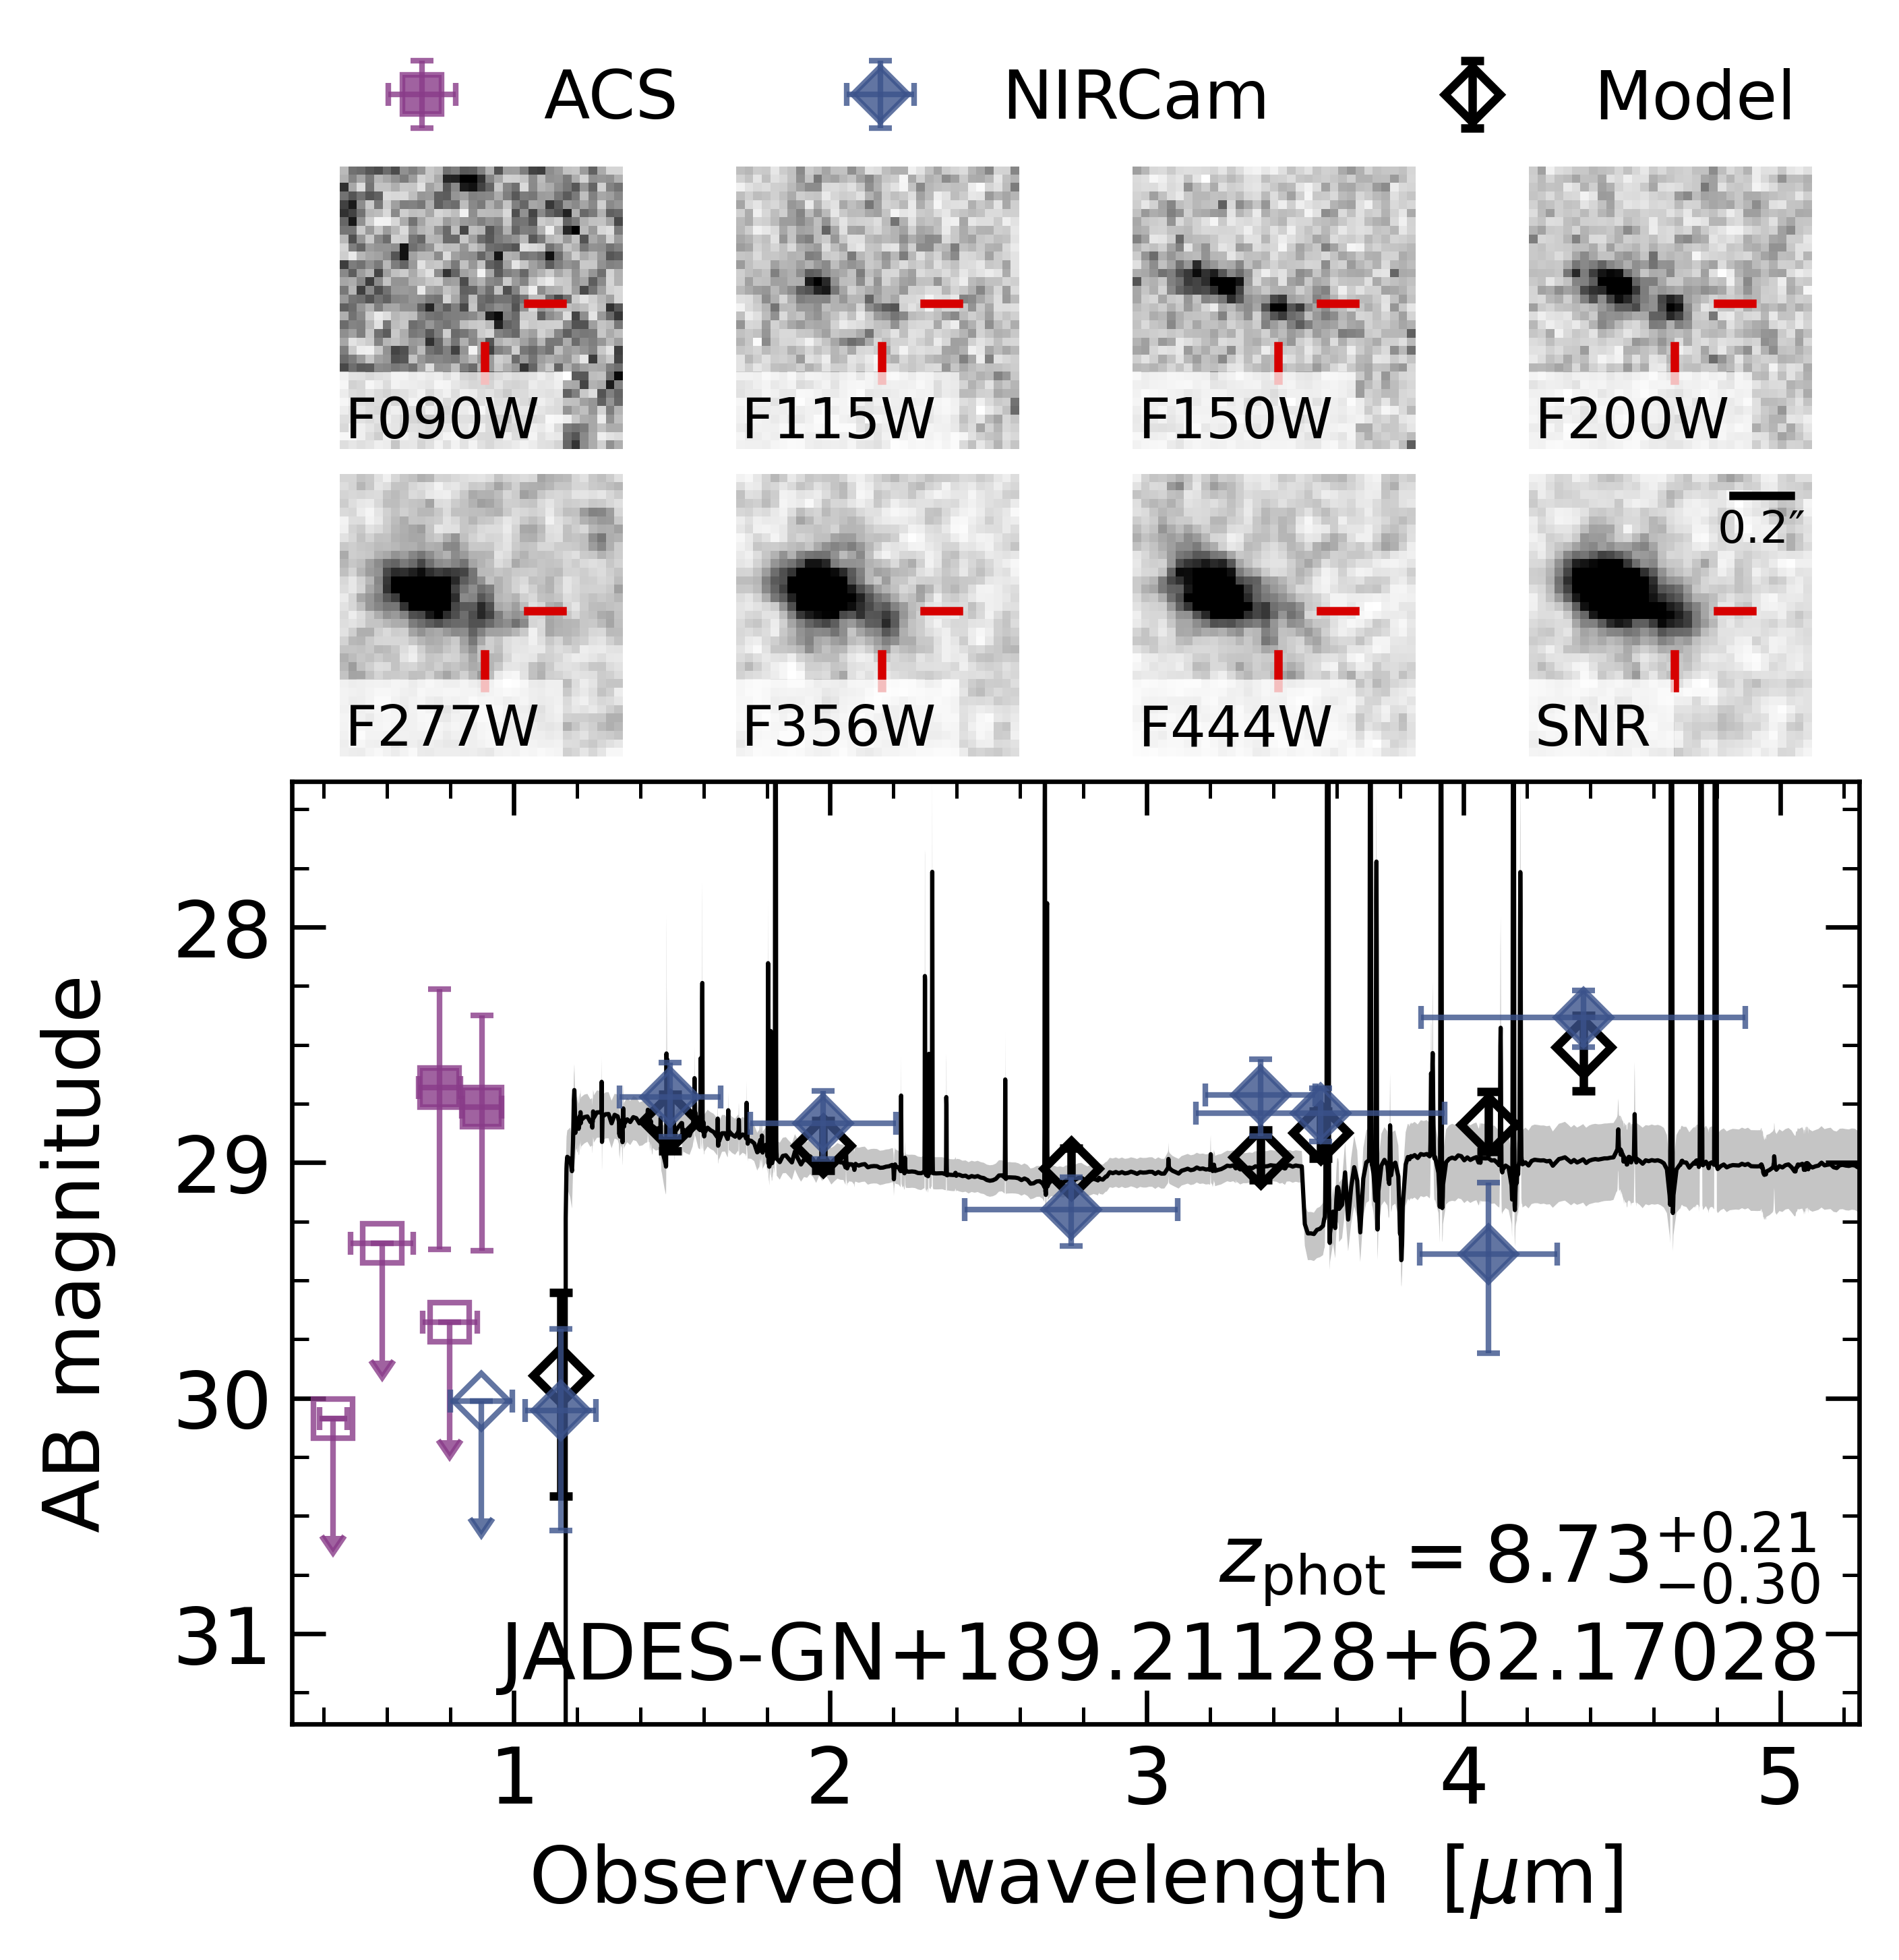 ACS NIRCam Model
F090W F115W F150W F200W
0.2″
F277W F356W F444W SNR
28
29
30
31
AB magnitude
z_phot = 8.73 +0.21 −0.30
JADES-GN+189.21128+62.17028
1 2 3 4 5
Observed wavelength [μm]